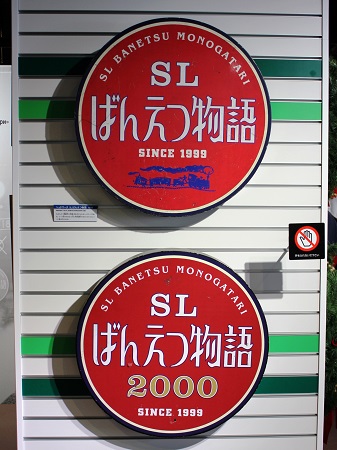 SL BANETSU MONOGATARI
SL
ばんえつ物語
SINCE 1999
SL BANETSU MONOGATARI
SL
ばんえつ物語
2000
SINCE 1999